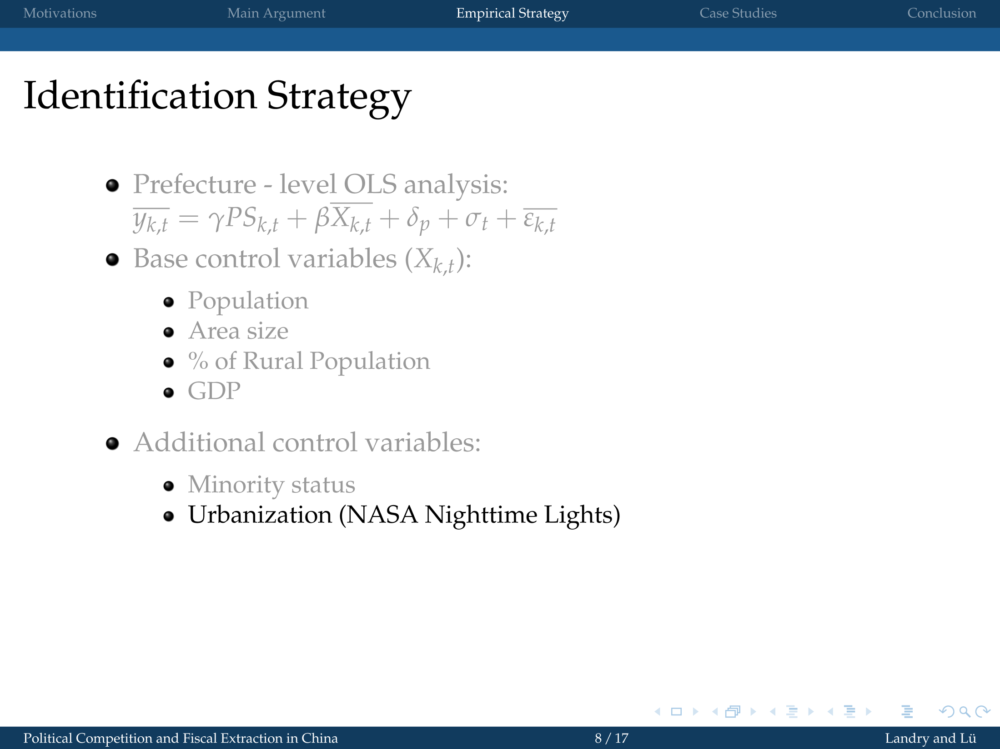 Motivations Main Argument Empirical Strategy Case Studies Conclusion
Identification Strategy
Prefecture - level OLS analysis:
$\overline{y_{k,t}} = \gamma PS_{k,t} + \beta \overline{X_{k,t}} + \delta_p + \sigma_t + \overline{\varepsilon_{k,t}}$
Base control variables ($X_{k,t}$):
Population
Area size
% of Rural Population
GDP
Additional control variables:
Minority status
Urbanization (NASA Nighttime Lights)
Political Competition and Fiscal Extraction in China 8 / 17 Landry and Lü